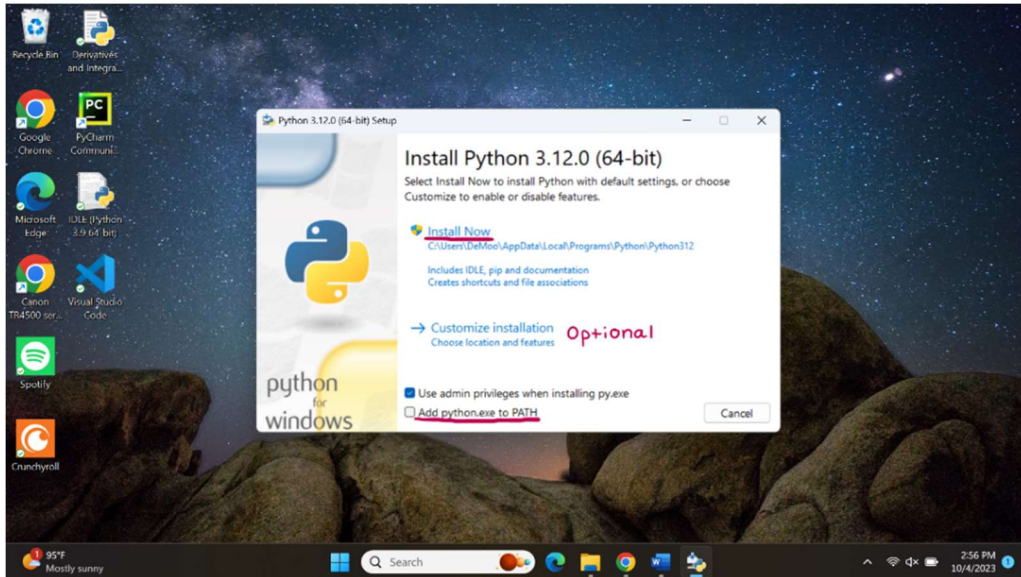 Recycle Bin
Derivatives
and Integra...
Google
Chrome
PyCharm
Communi...
Microsoft
Edge
IDLE (Python
3.9 64 bit)
Canon
TR4500 ser...
Visual Studio
Code
Spotify
Crunchyroll
PC
Python 3.12.0 (64-bit) Setup
Install Python 3.12.0 (64-bit)
Select Install Now to install Python with default settings, or choose
Customize to enable or disable features.
Install Now
C:\Users\DeMoo\AppData\Local\Programs\Python\Python312
Includes IDLE, pip and documentation
Creates shortcuts and file associations
Customize installation Optional
Choose location and features
python
for
windows
Use admin privileges when installing py.exe
Add python.exe to PATH
Cancel
1
95°F
Mostly sunny
Search
W
2:56 PM
10/4/2023
1